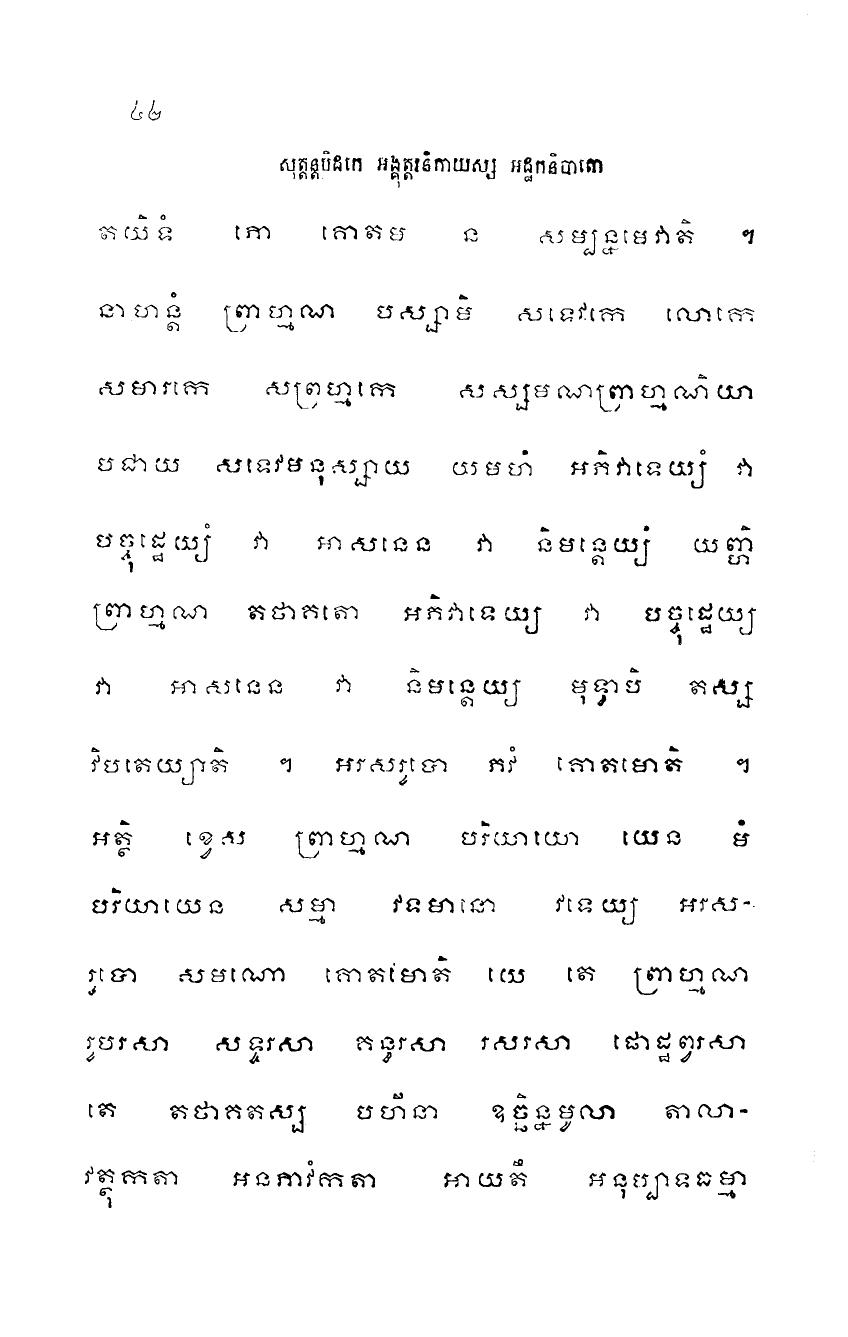 ៤២
សុត្តន្តបិដកេ អង្គុត្តរនិកាយស្ស អដ្ឋកនិបាតោ
តយិទំ ភោ គោតម ន សម្បន្នមេវាតិ ។
នាហន្តំ ព្រាហ្មណ បស្សាមិ សទេវកេ លោកេ
សមារកេ សព្រហ្មកេ សស្សមណព្រាហ្មណិយា
បជាយ សទេវមនុស្សាយ យមហំ អភិវាទេយ្យំ វា
បច្ចុដ្ឋេយ្យំ វា អាសនេន វា និមន្តេយ្យំ យញ្ហិ
ព្រាហ្មណ តថាគតោ អភិវាទេយ្យ វា បច្ចុដ្ឋេយ្យ
វា អាសនេន វា និមន្តេយ្យ មុទ្ធាបិ តស្ស
វិបតេយ្យាតិ ។ អរសរូបោ ភវំ គោតមោតិ ។
អត្ថិ ខ្វេស ព្រាហ្មណ បរិយាយោ យេន មំ
បរិយាយេន សម្មា វទមានោ វទេយ្យ អរស-
រូបោ សមណោ គោតមោតិ យេ តេ ព្រាហ្មណ
រូបរសា សទ្ទរសា គន្ធរសា រសរសា ផោដ្ឋព្វរសា
តេ តថាគតស្ស បហីនា ឧច្ឆិន្នមូលា តាលា-
វត្ថុកតា អនភាវំកតា អាយតឹ អនុប្បាទធម្មា